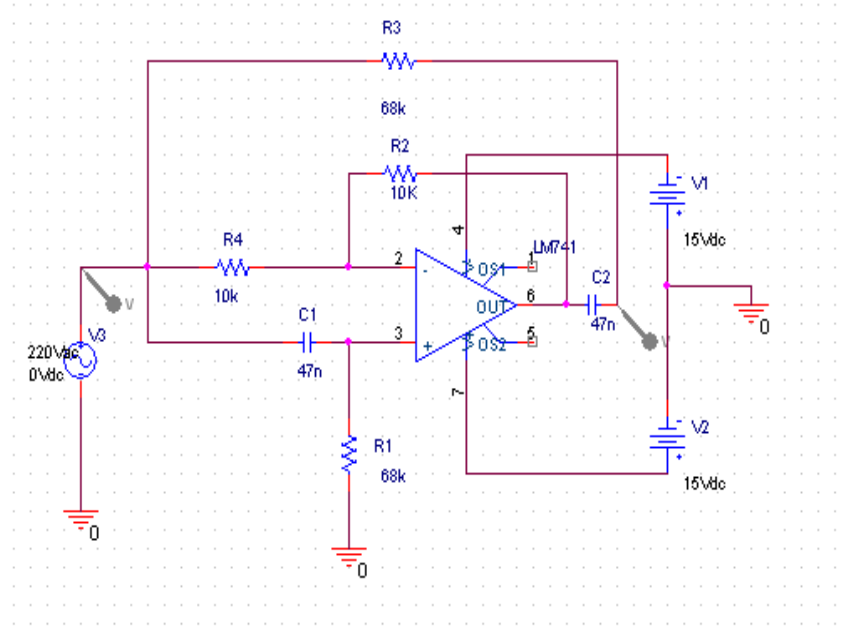 R3
68k
R2
10K
4
V1
15Vdc
R4
10k
2
-
OS1
1
LM741
C2
OUT
6
47n
V
V
V3
220Vac
0Vdc
C1
47n
3
+
OS2
5
0
7
R1
68k
V2
15Vdc
0
0